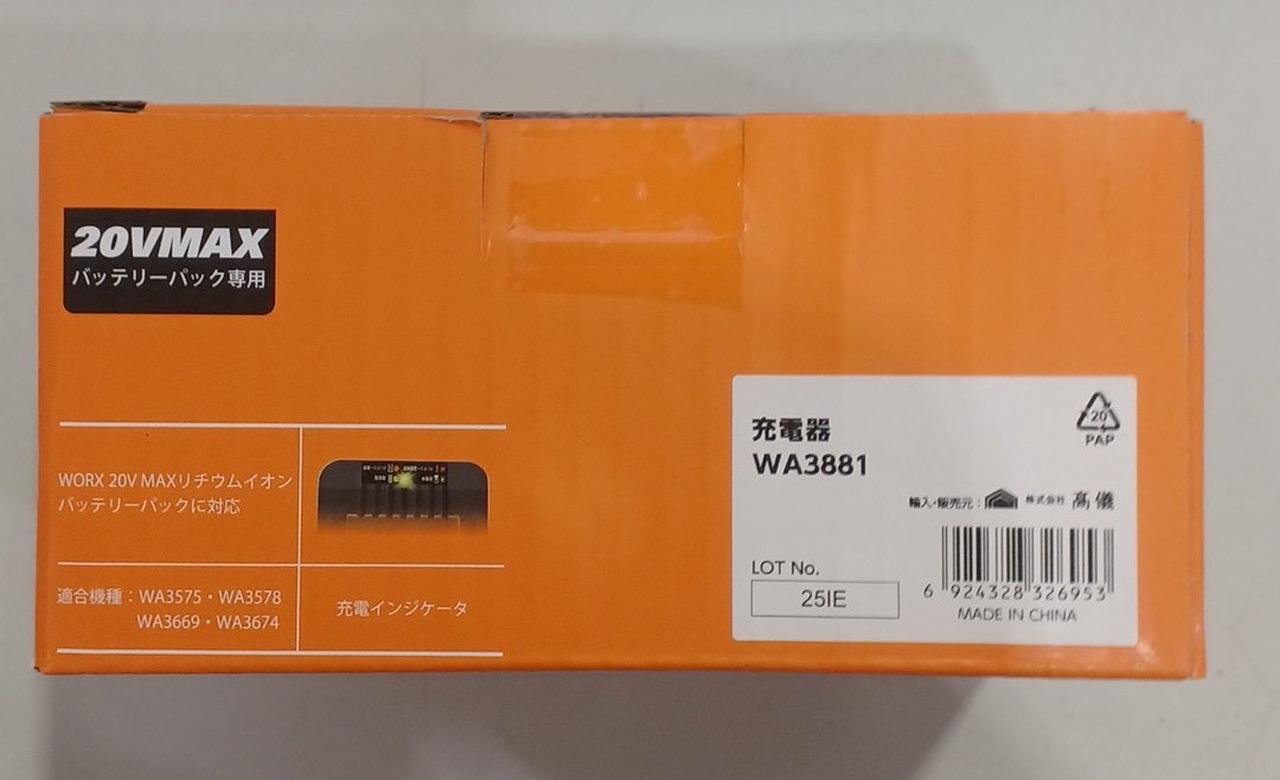 20VMAX
バッテリーパック専用
WORX 20V MAXリチウムイオン
バッテリーパックに対応
適合機種：WA3575・WA3578
WA3669・WA3674
充電インジケータ
充電器
WA3881
20
PAP
輸入・販売元：株式会社 髙儀
LOT No.
25IE
6 924328 326953
MADE IN CHINA